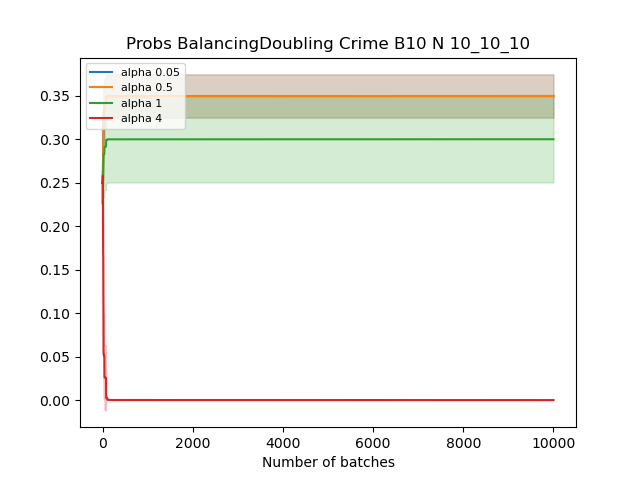 Probs BalancingDoubling Crime B10 N 10_10_10
alpha 0.05
alpha 0.5
alpha 1
alpha 4
0.35
0.30
0.25
0.20
0.15
0.10
0.05
0.00
0 2000 4000 6000 8000 10000
Number of batches